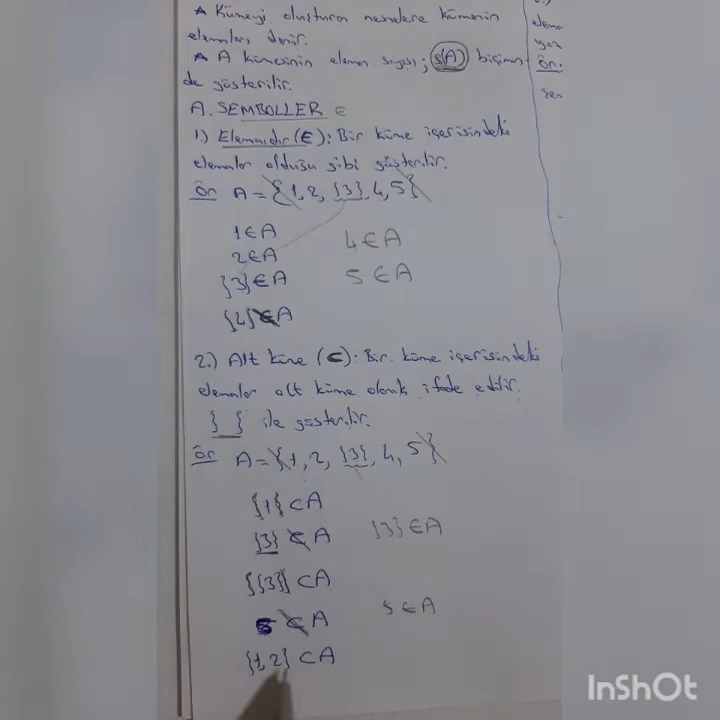 * Kümeyi oluşturan nesnelere kümenin
elemanları denir.
* A kümesinin eleman sayısı; s(A) biçimin-
de gösterilir.
A. SEMBOLLER ∈
1) Elemanıdır (∈): Bir küme içerisindeki
elemanlar olduğu gibi gösterilir.
Ör A = {1, 2, {3}, 4, 5}
1 ∈ A
2 ∈ A
4 ∈ A
{3} ∈ A
5 ∈ A
{4} ∉ A
2.) Alt küme (⊂): Bir küme içerisindeki
elemanlar alt küme olarak ifade edilir.
{ } ile gösterilir.
Ör A = {1, 2, {3}, 4, 5}
{1} ⊂ A
{3} ⊄ A {3} ∈ A
{{3}} ⊂ A
5 ⊄ A 5 ∈ A
{1, 2} ⊂ A
elema
Ör.
InShOt